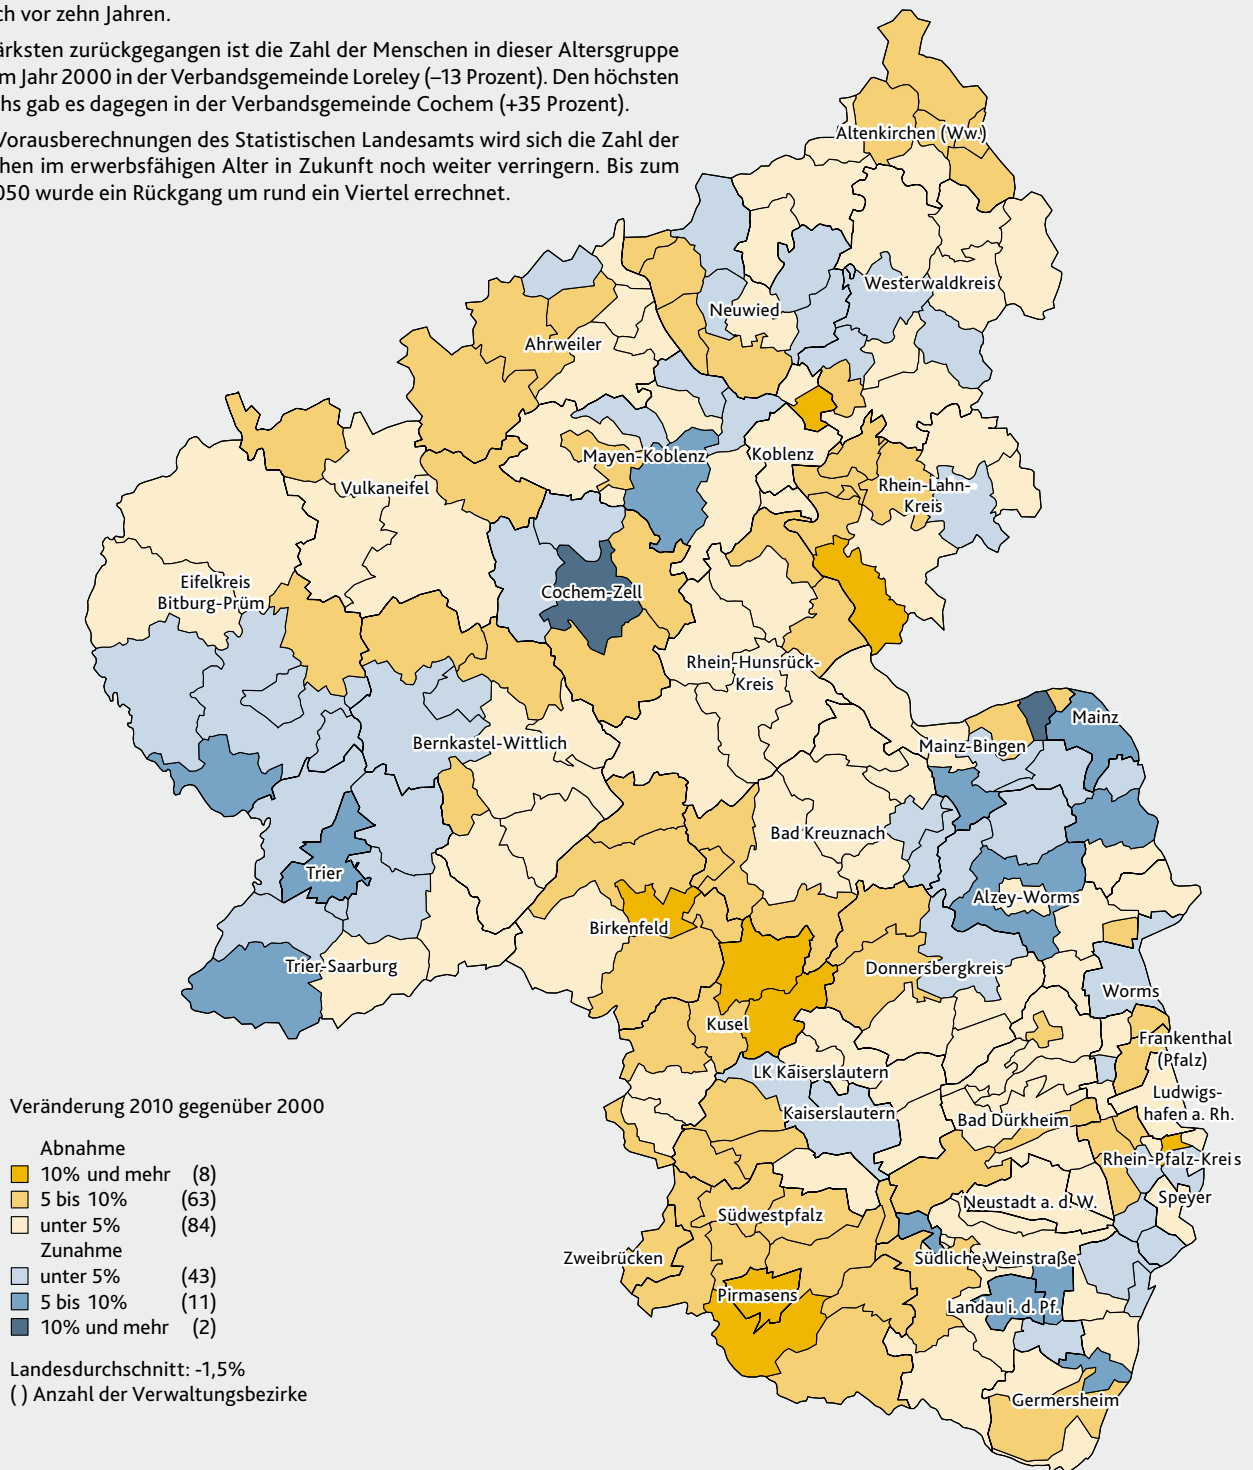 ch vor zehn Jahren.
ärksten zurückgegangen ist die Zahl der Menschen in dieser Altersgruppe
m Jahr 2000 in der Verbandsgemeinde Loreley (–13 Prozent). Den höchsten
hs gab es dagegen in der Verbandsgemeinde Cochem (+35 Prozent).
Vorausberechnungen des Statistischen Landesamts wird sich die Zahl der
hen im erwerbsfähigen Alter in Zukunft noch weiter verringern. Bis zum
050 wurde ein Rückgang um rund ein Viertel errechnet.
Altenkirchen (Ww.)
Westerwaldkreis
Neuwied
Ahrweiler
Mayen-Koblenz
Koblenz
Vulkaneifel
Rhein-Lahn-
Kreis
Eifelkreis
Bitburg-Prüm
Cochem-Zell
Rhein-Hunsrück-
Kreis
Mainz
Bernkastel-Wittlich
Mainz-Bingen
Bad Kreuznach
Trier
Alzey-Worms
Birkenfeld
Trier-Saarburg
Donnersbergkreis
Worms
Kusel
Frankenthal
(Pfalz)
LK Kaiserslautern
Ludwigs-
hafen a. Rh.
Kaiserslautern
Bad Dürkheim
Rhein-Pfalz-Kreis
Neustadt a. d. W.
Speyer
Südwestpfalz
Zweibrücken
Südliche Weinstraße
Pirmasens
Landau i. d. Pf.
Germersheim
Veränderung 2010 gegenüber 2000
Abnahme
10% und mehr (8)
5 bis 10% (63)
unter 5% (84)
Zunahme
unter 5% (43)
5 bis 10% (11)
10% und mehr (2)
Landesdurchschnitt: -1,5%
( ) Anzahl der Verwaltungsbezirke